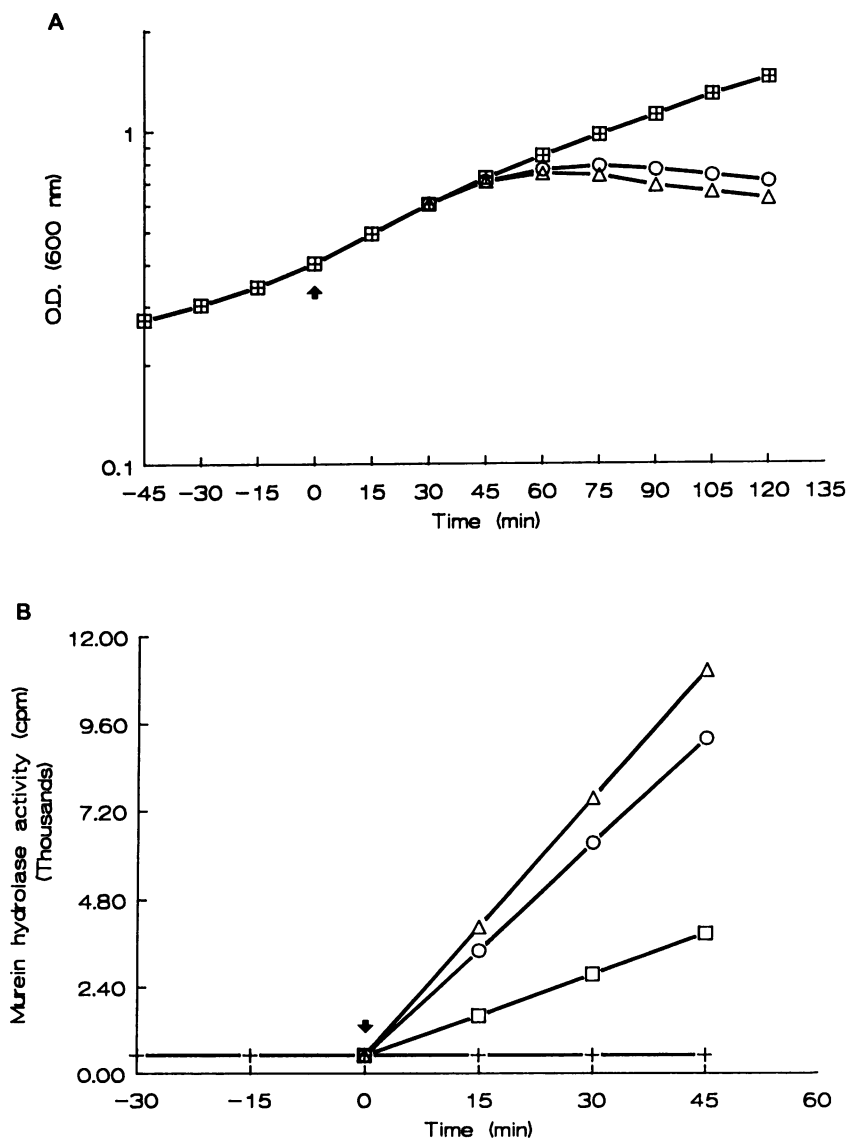 A
O.D. (600 nm)
1
0.1
-45 -30 -15 0 15 30 45 60 75 90 105 120 135
Time (min)
B
Murein hydrolase activity (cpm)
(Thousands)
12.00
9.60
7.20
4.80
2.40
0.00
-30 -15 0 15 30 45 60
Time (min)